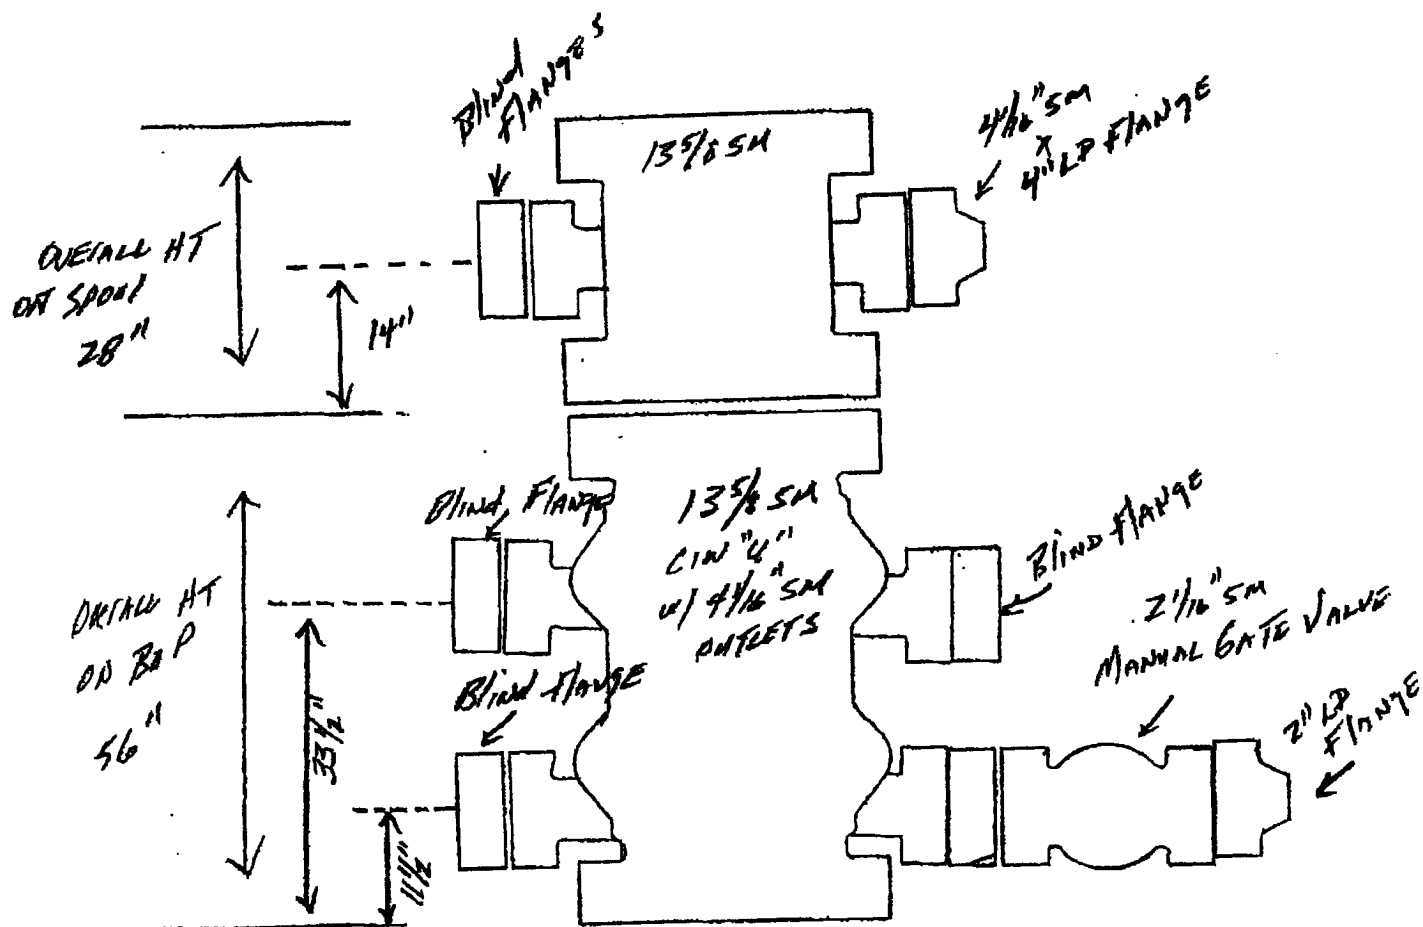 Blind
Flanges
13 5/8 5M
4 1/16" 5M
X
4" LP Flange
OVERALL HT
ON SPOOL
28"
14"
Blind Flange
13 5/8 5M
CIW "U"
w/ 4 1/16" 5M
OUTLETS
Blind Flange
OVERALL HT
ON BOP
56"
33 1/2"
Blind Flange
2 1/16" 5M
MANUAL GATE VALVE
2" LP
Flange
11 1/2"